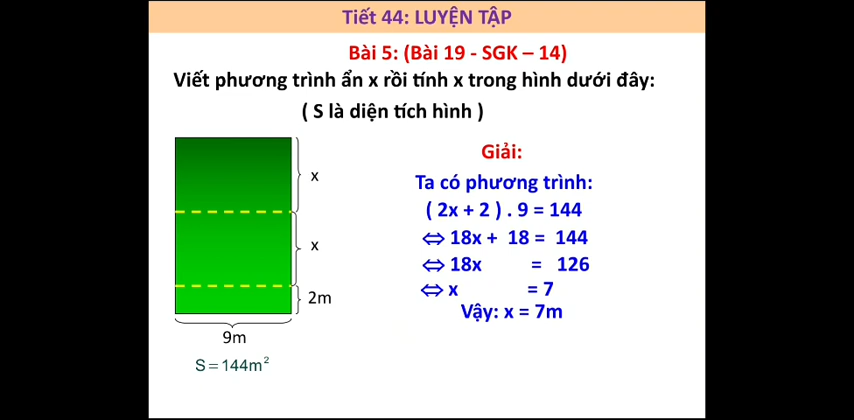 Tiết 44: LUYỆN TẬP
Bài 5: (Bài 19 - SGK – 14)
Viết phương trình ẩn x rồi tính x trong hình dưới đây:
( S là diện tích hình )
x
x
2m
9m
S = 144m²
Giải:
Ta có phương trình:
( 2x + 2 ) . 9 = 144
⇔ 18x + 18 = 144
⇔ 18x = 126
⇔ x = 7
Vậy: x = 7m